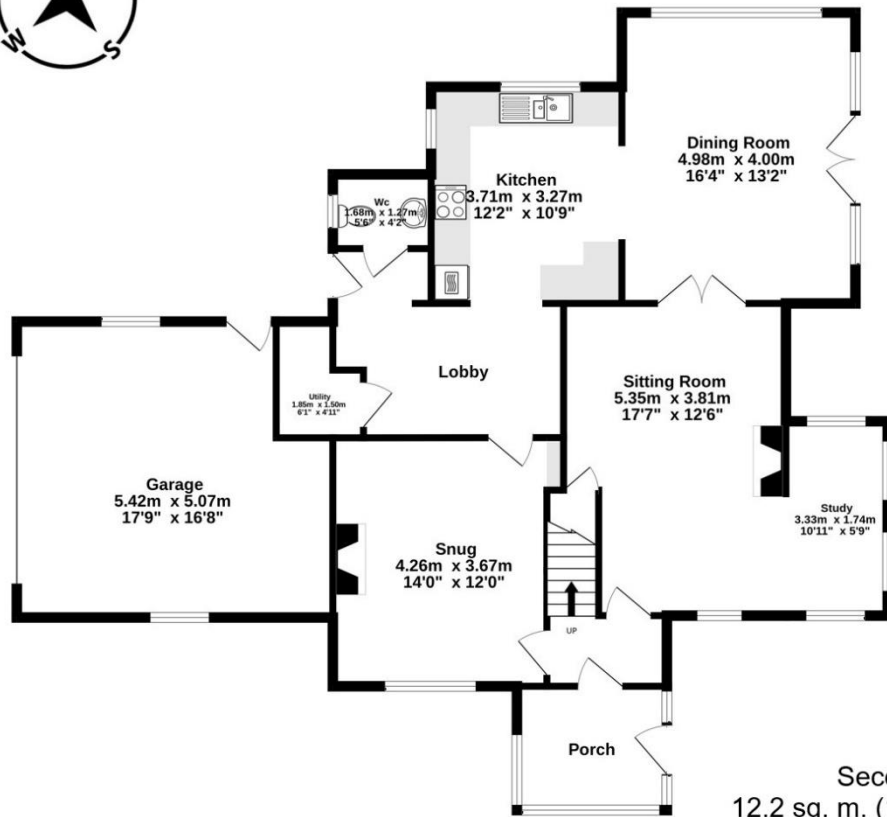 W
S
Dining Room
4.98m x 4.00m
16'4" x 13'2"
Kitchen
3.71m x 3.27m
12'2" x 10'9"
Wc
1.68m x 1.27m
5'6" x 4'2"
Lobby
Utility
1.85m x 1.50m
6'1" x 4'11"
Sitting Room
5.35m x 3.81m
17'7" x 12'6"
Garage
5.42m x 5.07m
17'9" x 16'8"
Study
3.33m x 1.74m
10'11" x 5'9"
Snug
4.26m x 3.67m
14'0" x 12'0"
UP
Porch
Seco
12.2 sq. m. (